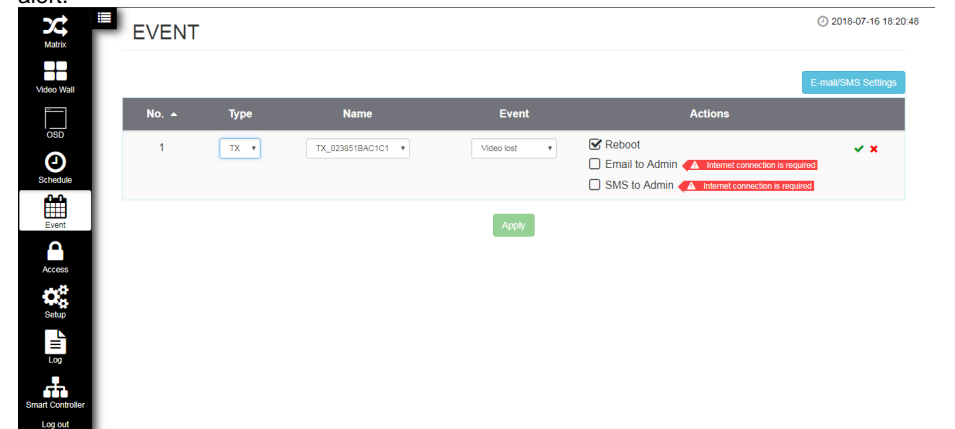 alert.
Matrix
EVENT
2018-07-16 18:20:48
Video Wall
E-mail/SMS Settings
No. Type Name Event Actions
OSD
1 TX TX_023851BAC1C1 Video lost Reboot
Email to Admin Internet connection is required
SMS to Admin Internet connection is required
Schedule
Event
Apply
Access
Setup
Log
Smart Controller
Log out